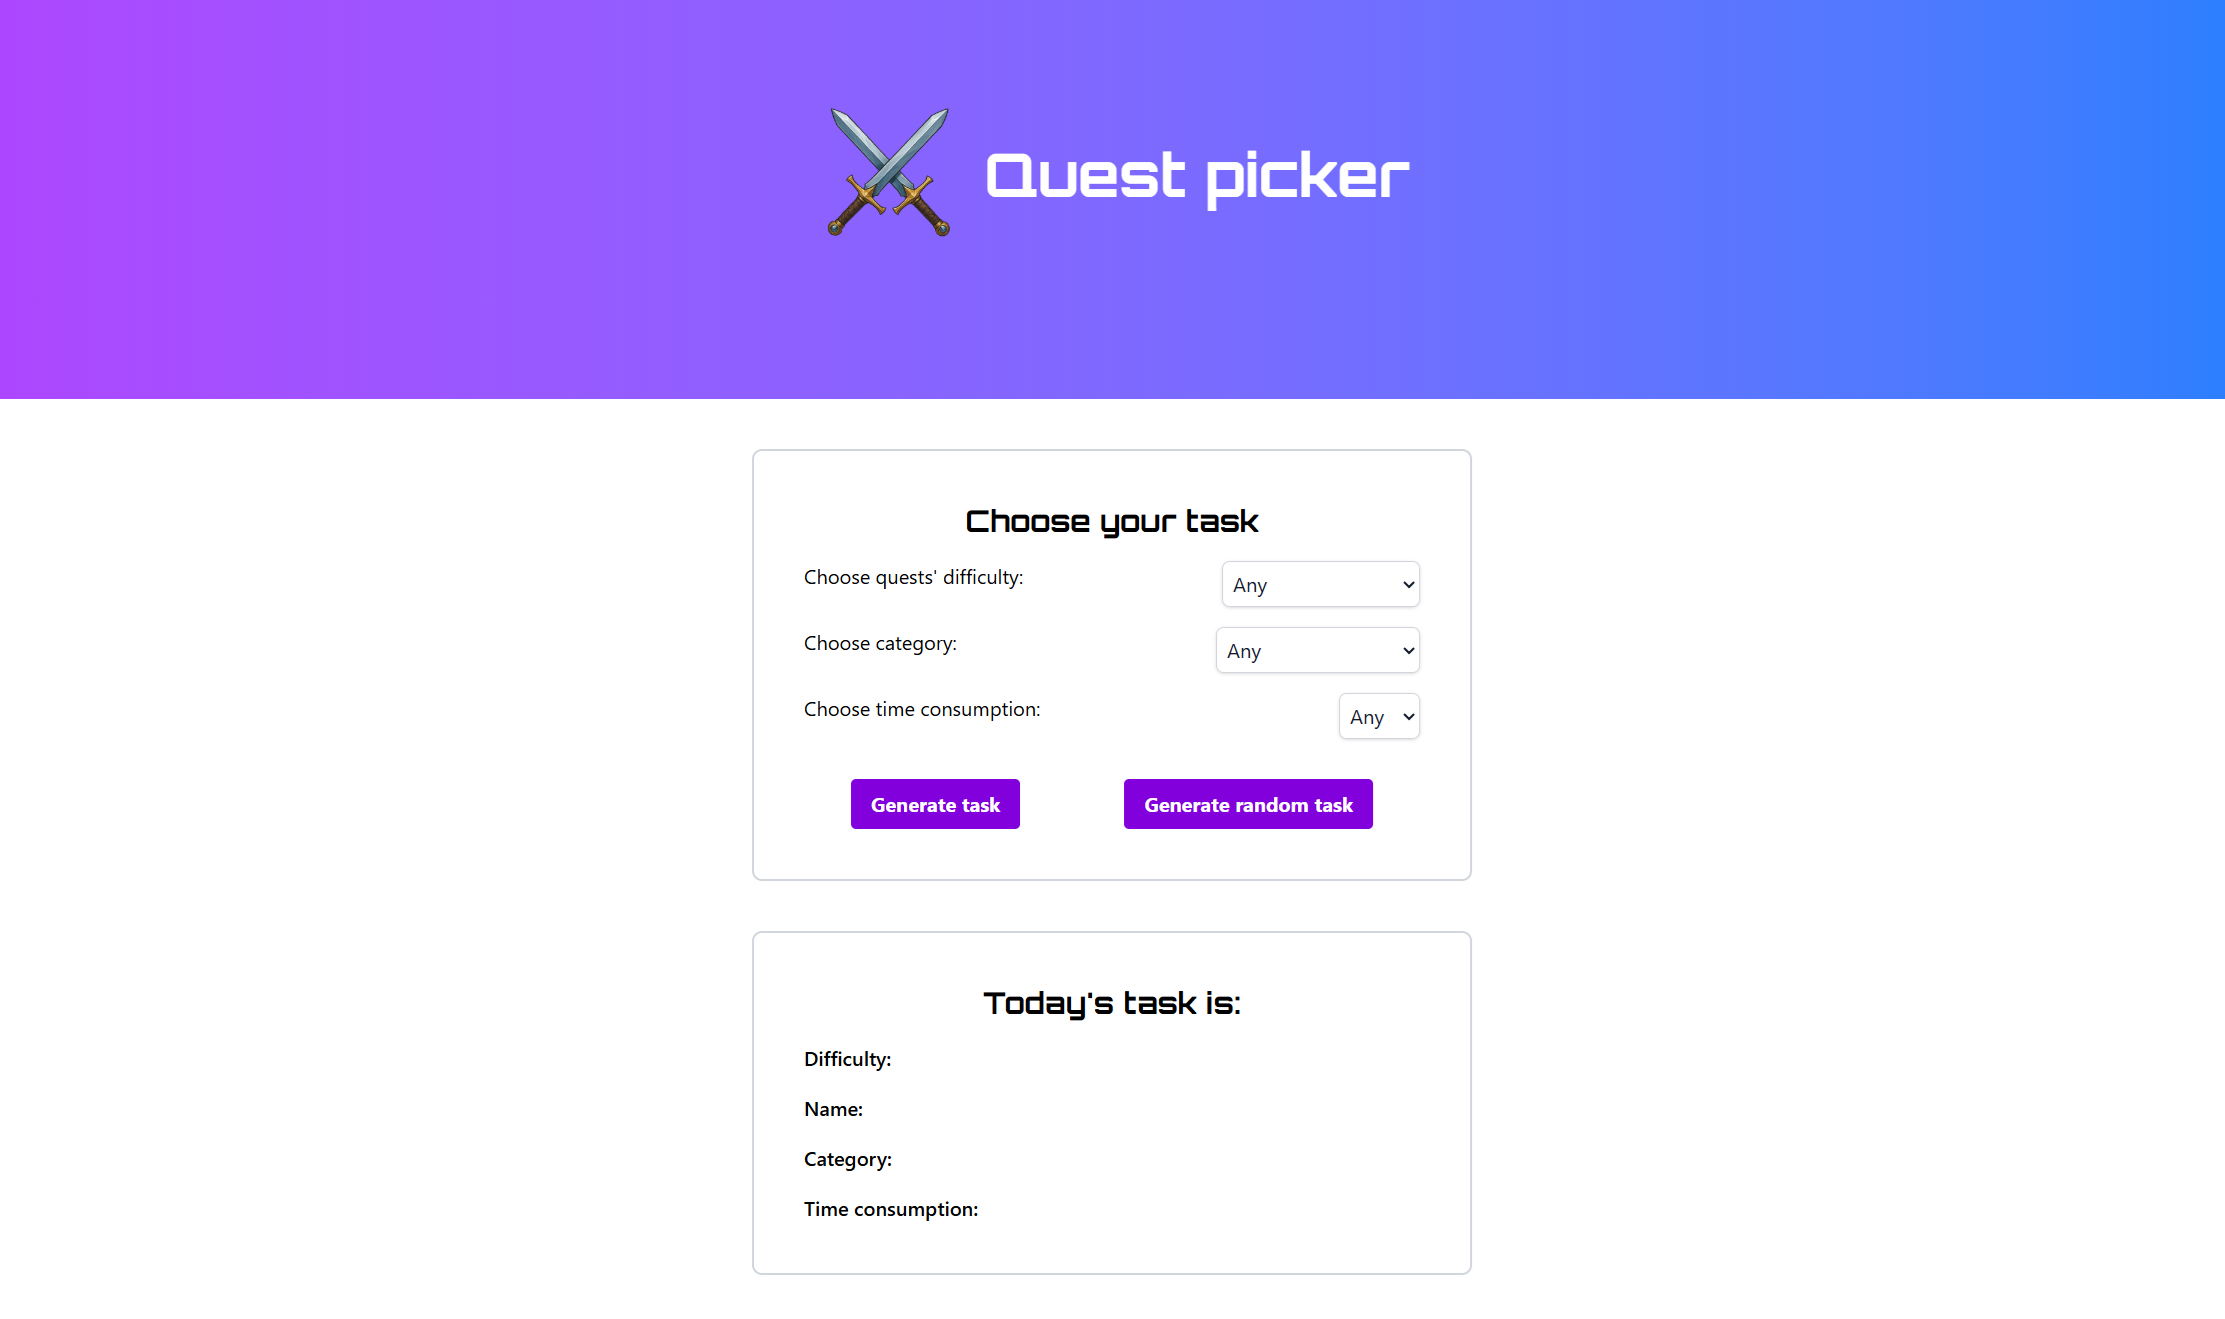 Quest picker
Choose your task
Choose quests' difficulty:
Any
Choose category:
Any
Choose time consumption:
Any
Generate task
Generate random task
Today's task is:
Difficulty:
Name:
Category:
Time consumption: